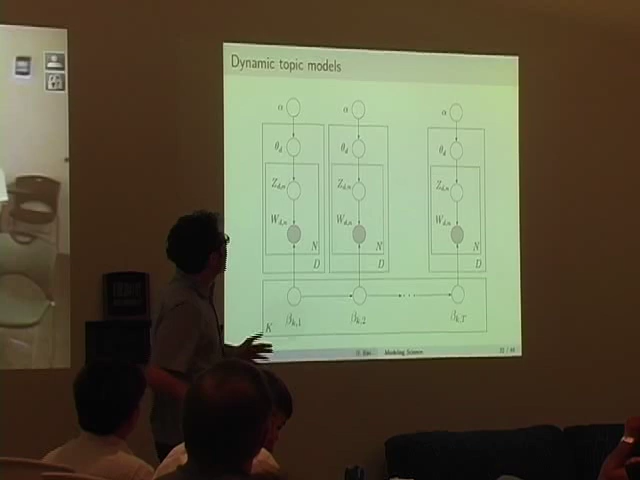 Dynamic topic models
α α α
θd θd θd
Zd,n Zd,n Zd,n
Wd,n Wd,n Wd,n
N N N
D D D
· · ·
βk,1 βk,2 βk,T
K
Modeling Science